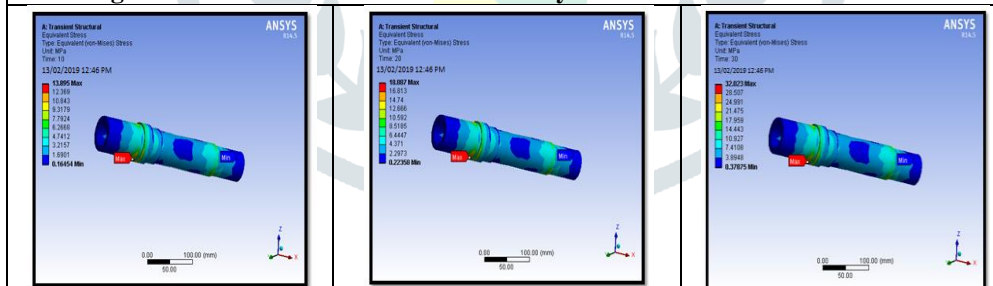 A: Transient Structural
Equivalent Stress
Type: Equivalent (von-Mises) Stress
Unit: MPa
Time: 10
13/02/2019 12:46 PM
ANSYS
R14.5
13.895 Max
12.369
10.843
9.3179
7.7924
6.2668
4.7412
3.2157
1.6901
0.16454 Min
Max
Min
0.00
100.00 (mm)
50.00
Z
X
A: Transient Structural
Equivalent Stress
Type: Equivalent (von-Mises) Stress
Unit: MPa
Time: 20
13/02/2019 12:46 PM
ANSYS
R14.5
18.887 Max
16.813
14.74
12.666
10.592
8.5185
6.4447
4.371
2.2973
0.22358 Min
Max
Min
0.00
100.00 (mm)
50.00
Z
X
A: Transient Structural
Equivalent Stress
Type: Equivalent (von-Mises) Stress
Unit: MPa
Time: 30
13/02/2019 12:46 PM
ANSYS
R14.5
32.023 Max
28.507
24.991
21.475
17.959
14.443
10.927
7.4108
3.8948
0.37875 Min
Max
Min
0.00
100.00 (mm)
50.00
Z
X